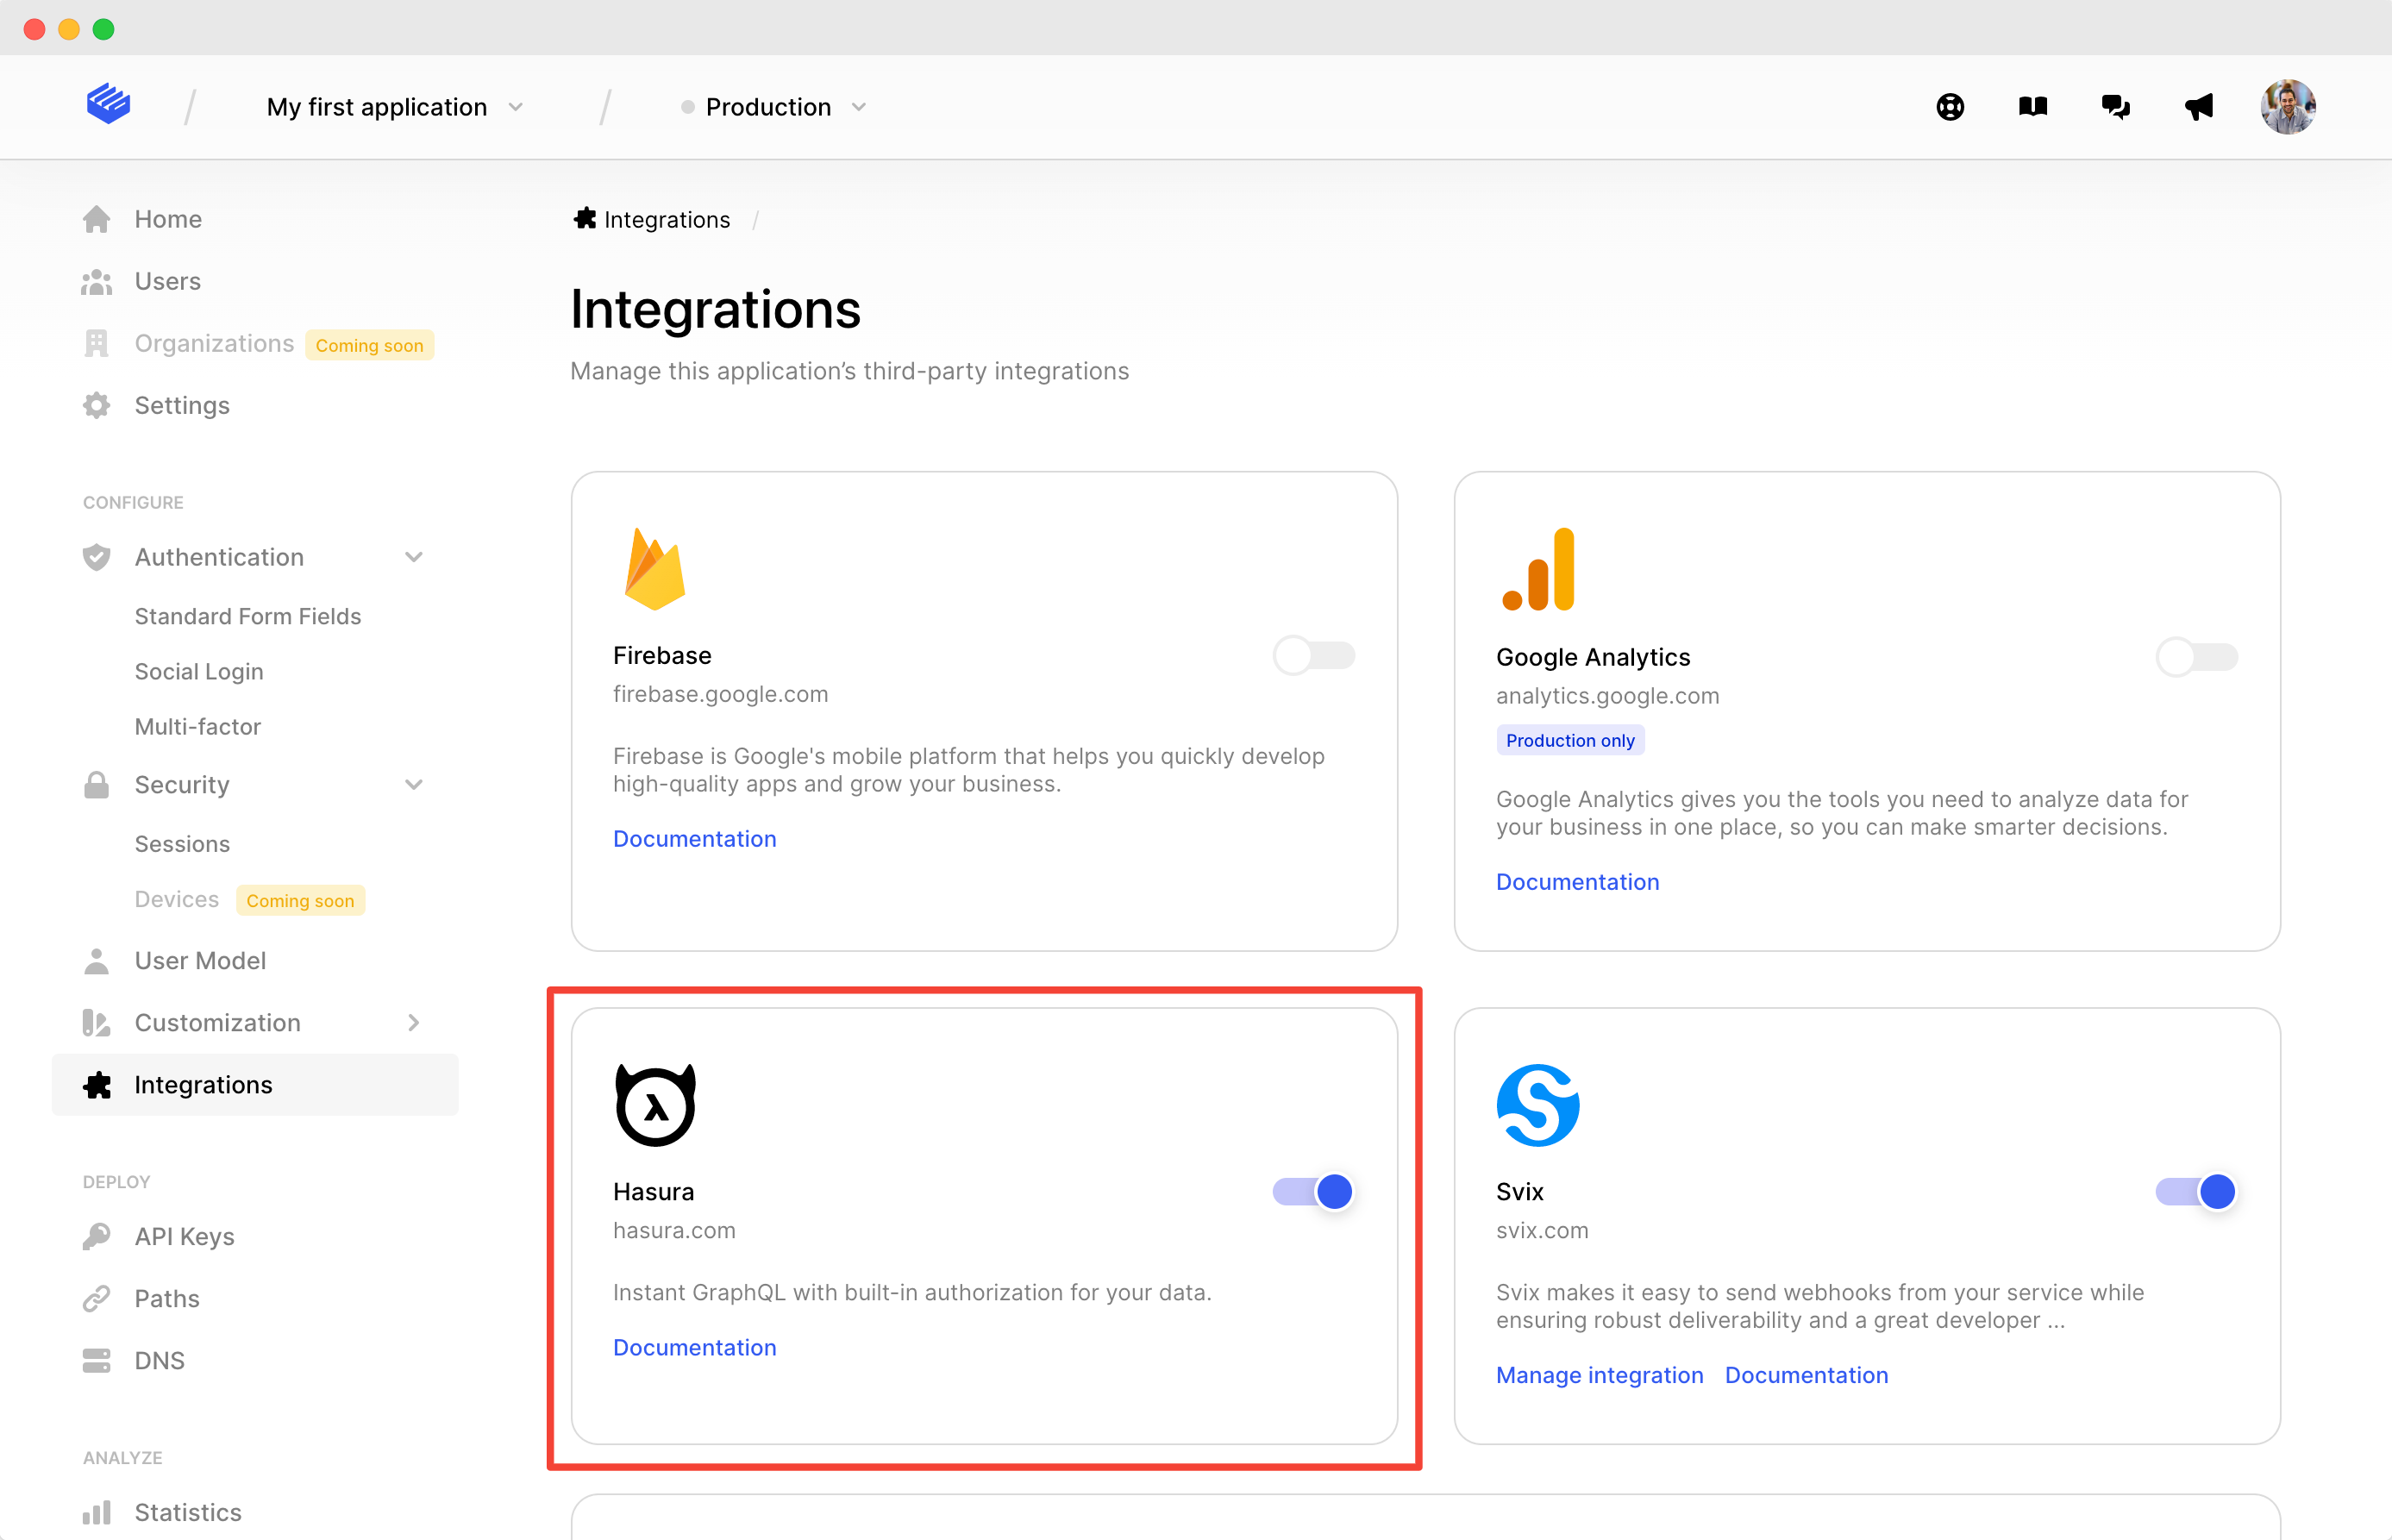 My first application
Production
Home
Users
Organizations Coming soon
Settings
CONFIGURE
Authentication
Standard Form Fields
Social Login
Multi-factor
Security
Sessions
Devices Coming soon
User Model
Customization
Integrations
DEPLOY
API Keys
Paths
DNS
ANALYZE
Statistics
Integrations /
Integrations
Manage this application’s third-party integrations
Firebase
firebase.google.com
Firebase is Google's mobile platform that helps you quickly develop
high-quality apps and grow your business.
Documentation
Google Analytics
analytics.google.com
Production only
Google Analytics gives you the tools you need to analyze data for
your business in one place, so you can make smarter decisions.
Documentation
Hasura
hasura.com
Instant GraphQL with built-in authorization for your data.
Documentation
Svix
svix.com
Svix makes it easy to send webhooks from your service while
ensuring robust deliverability and a great developer ...
Manage integration Documentation